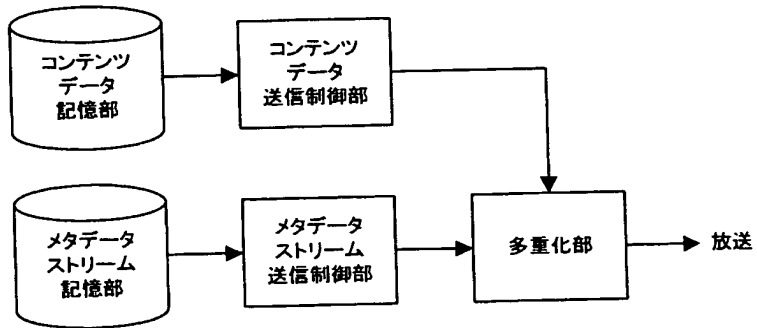 コンテンツ
データ
記憶部
コンテンツ
データ
送信制御部
メタデータ
ストリーム
記憶部
メタデータ
ストリーム
送信制御部
多重化部
放送